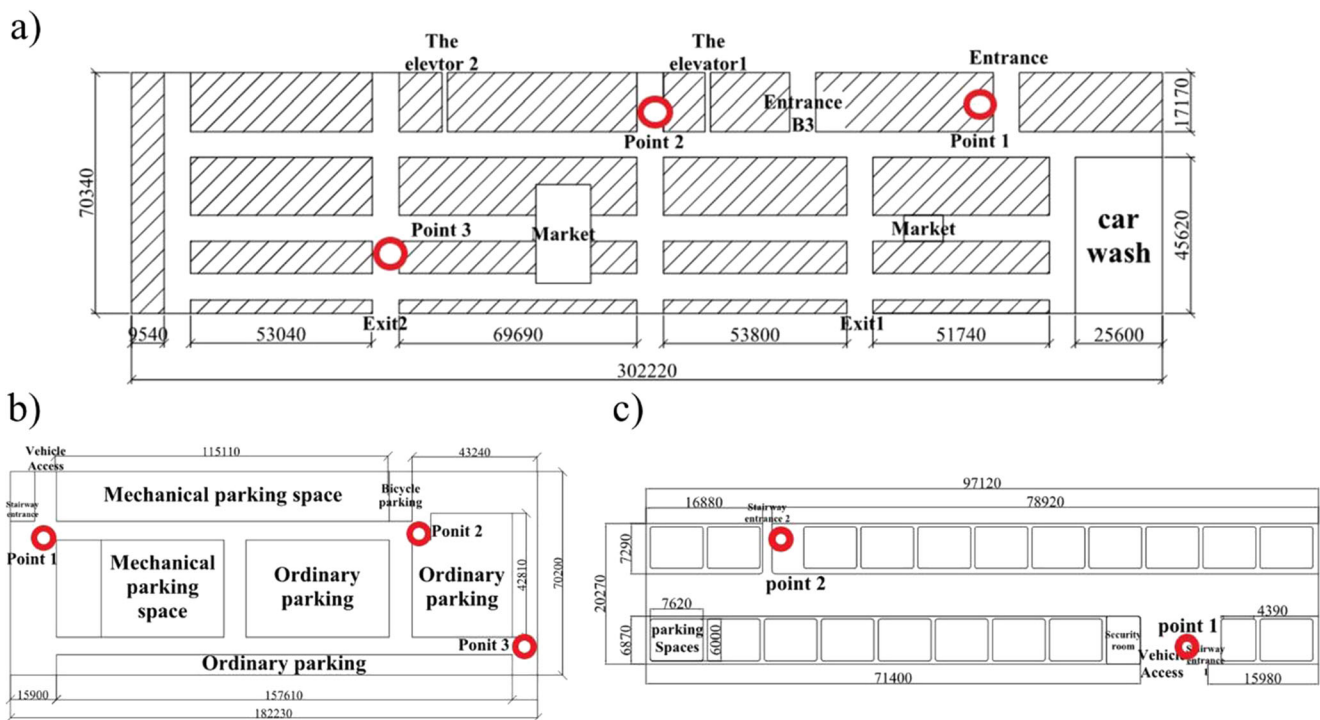 a)
The
elevtor 2
The
elevator1
Entrance
Entrance
B3
17170
Point 2
Point 1
70340
Point 3
Market
Market
car
wash
45620
Exit2
Exit1
9540
53040
69690
53800
51740
25600
302220
b)
Vehicle
Access
115110
43240
Mechanical parking space
Bicycle
parking
Stairway
entrance
Point 1
Ponit 2
Mechanical
parking
space
Ordinary
parking
Ordinary
parking
42810
70200
Ponit 3
Ordinary parking
15900
157610
182230
c)
97120
16880
78920
Stairway
entrance 2
7290
point 2
20270
7620
4390
6870
parking
Spaces
6000
Security
room
point 1
Vehicle
Access
Stairway
entrance
1
71400
15980